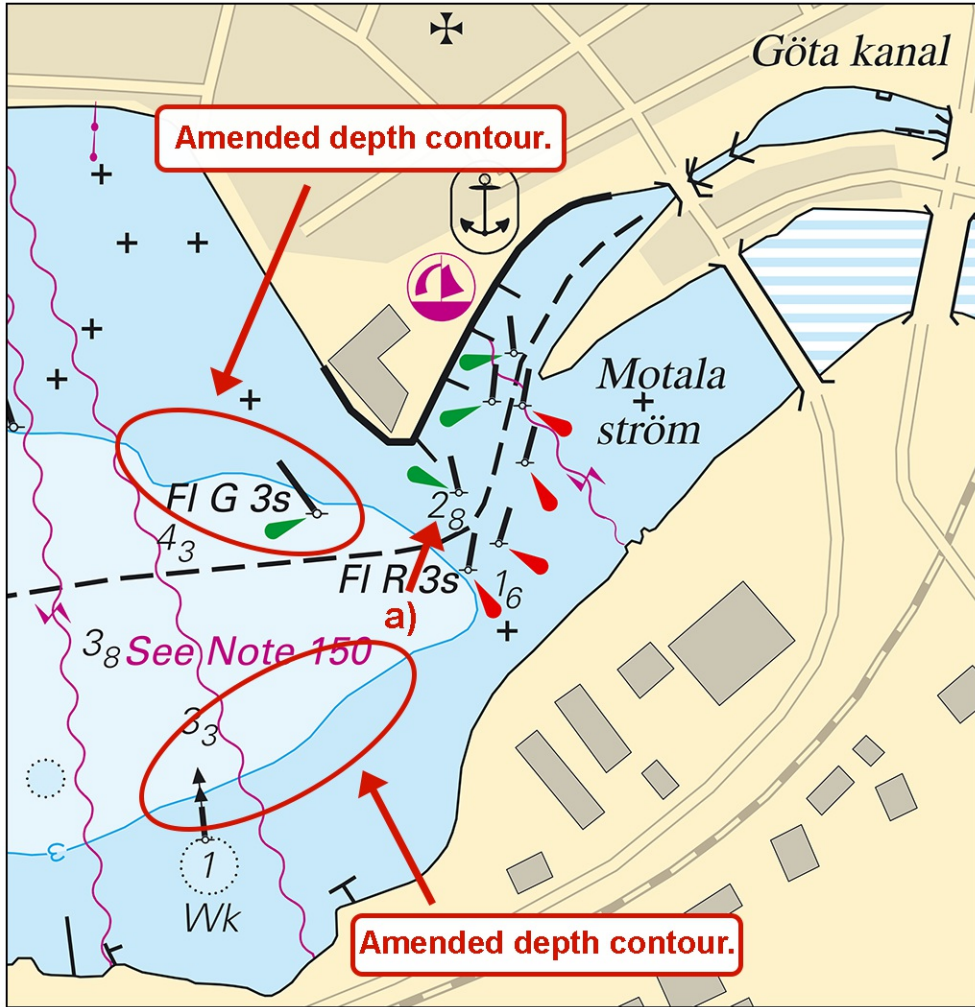 Göta kanal
Amended depth contour.
Motala
ström
Fl G 3s
2₈
4₃
Fl R 3s
1₆
a)
3₈
See Note 150
3₃
3
1
Wk
Amended depth contour.